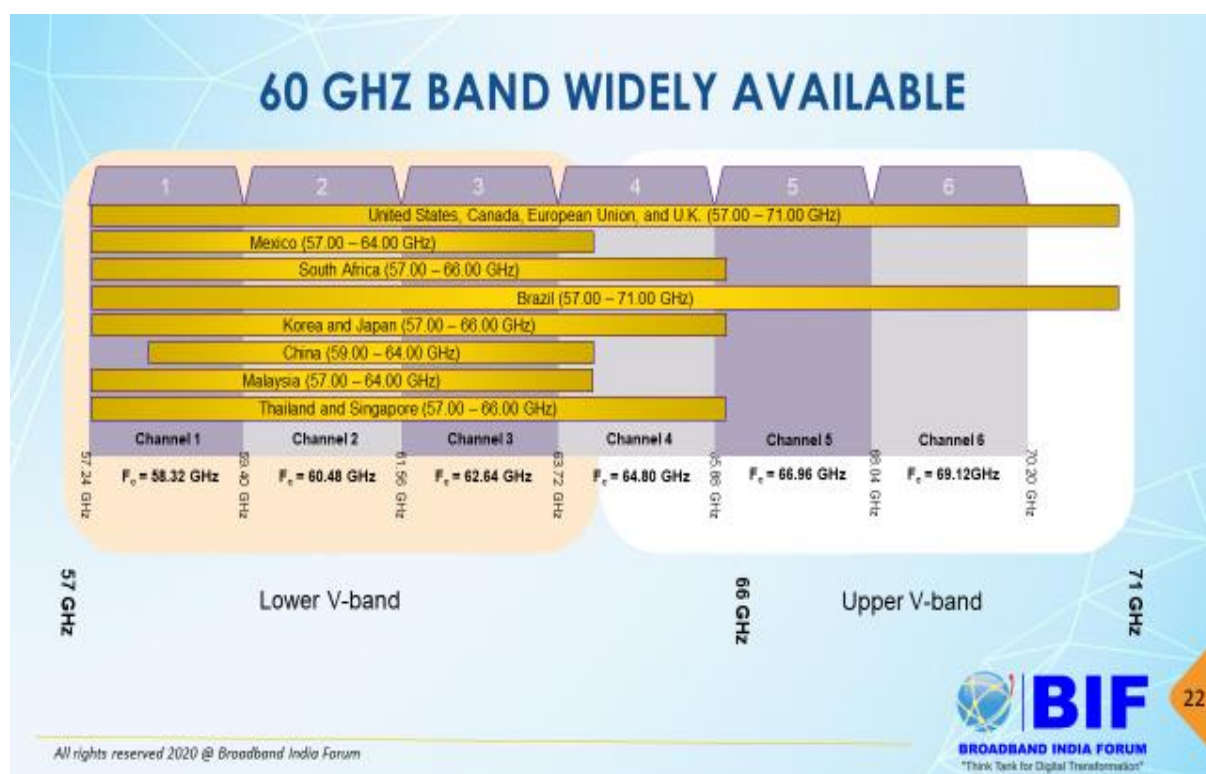 60 GHZ BAND WIDELY AVAILABLE
1 2 3 4 5 6
United States, Canada, European Union, and U.K. (57.00 – 71.00 GHz)
Mexico (57.00 – 64.00 GHz)
South Africa (57.00 – 66.00 GHz)
Brazil (57.00 – 71.00 GHz)
Korea and Japan (57.00 – 66.00 GHz)
China (59.00 – 64.00 GHz)
Malaysia (57.00 – 64.00 GHz)
Thailand and Singapore (57.00 – 66.00 GHz)
Channel 1 Channel 2 Channel 3 Channel 4 Channel 5 Channel 6
Fc = 58.32 GHz Fc = 60.48 GHz Fc = 62.64 GHz Fc = 64.80 GHz Fc = 66.96 GHz Fc = 69.12GHz
57.24 GHz
59.40 GHz
61.56 GHz
63.72 GHz
65.88 GHz
68.04 GHz
70.20 GHz
57 GHz
Lower V-band
66 GHz
Upper V-band
71 GHz
BIF
BROADBAND INDIA FORUM
"Think Tank for Digital Transformation"
22
All rights reserved 2020 @ Broadband India Forum